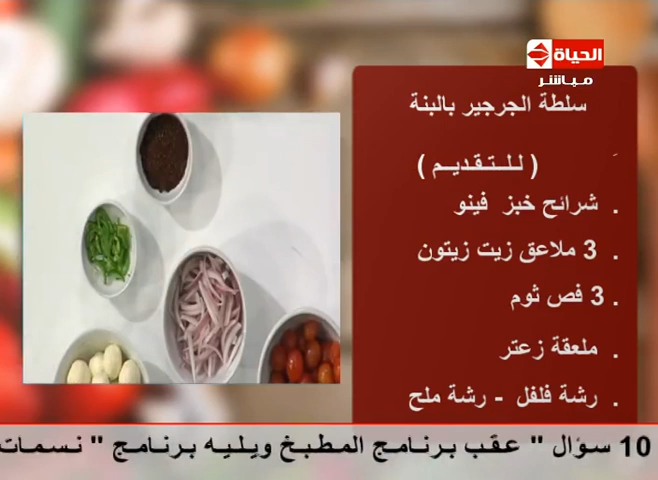 الحياة
مباشر
سلطة الجرجير بالبنة
( للتقديم )
. شرائح خبز فينو
. 3 ملاعق زيت زيتون
. 3 فص ثوم
. ملعقة زعتر
. رشة فلفل - رشة ملح
10 سؤال " عقب برنامج المطبخ ويليه برنامج " نسمات